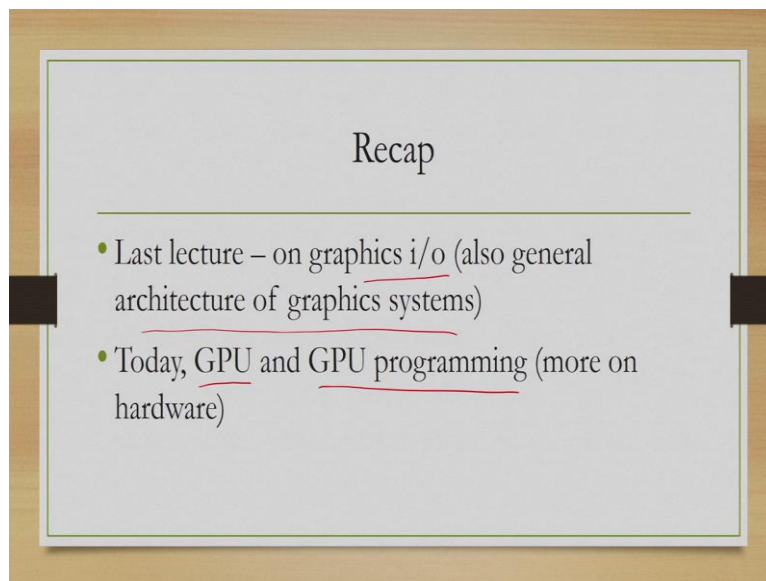 Recap
• Last lecture – on graphics i/o (also general
architecture of graphics systems)
• Today, GPU and GPU programming (more on
hardware)